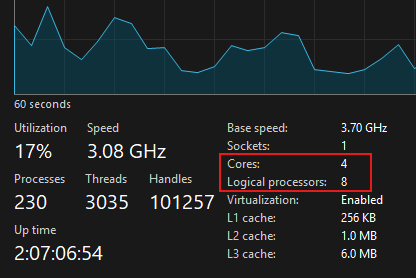 60 seconds
Utilization Speed
17% 3.08 GHz
Processes Threads Handles
230 3035 101257
Up time
2:07:06:54
Base speed: 3.70 GHz
Sockets: 1
Cores: 4
Logical processors: 8
Virtualization: Enabled
L1 cache: 256 KB
L2 cache: 1.0 MB
L3 cache: 6.0 MB